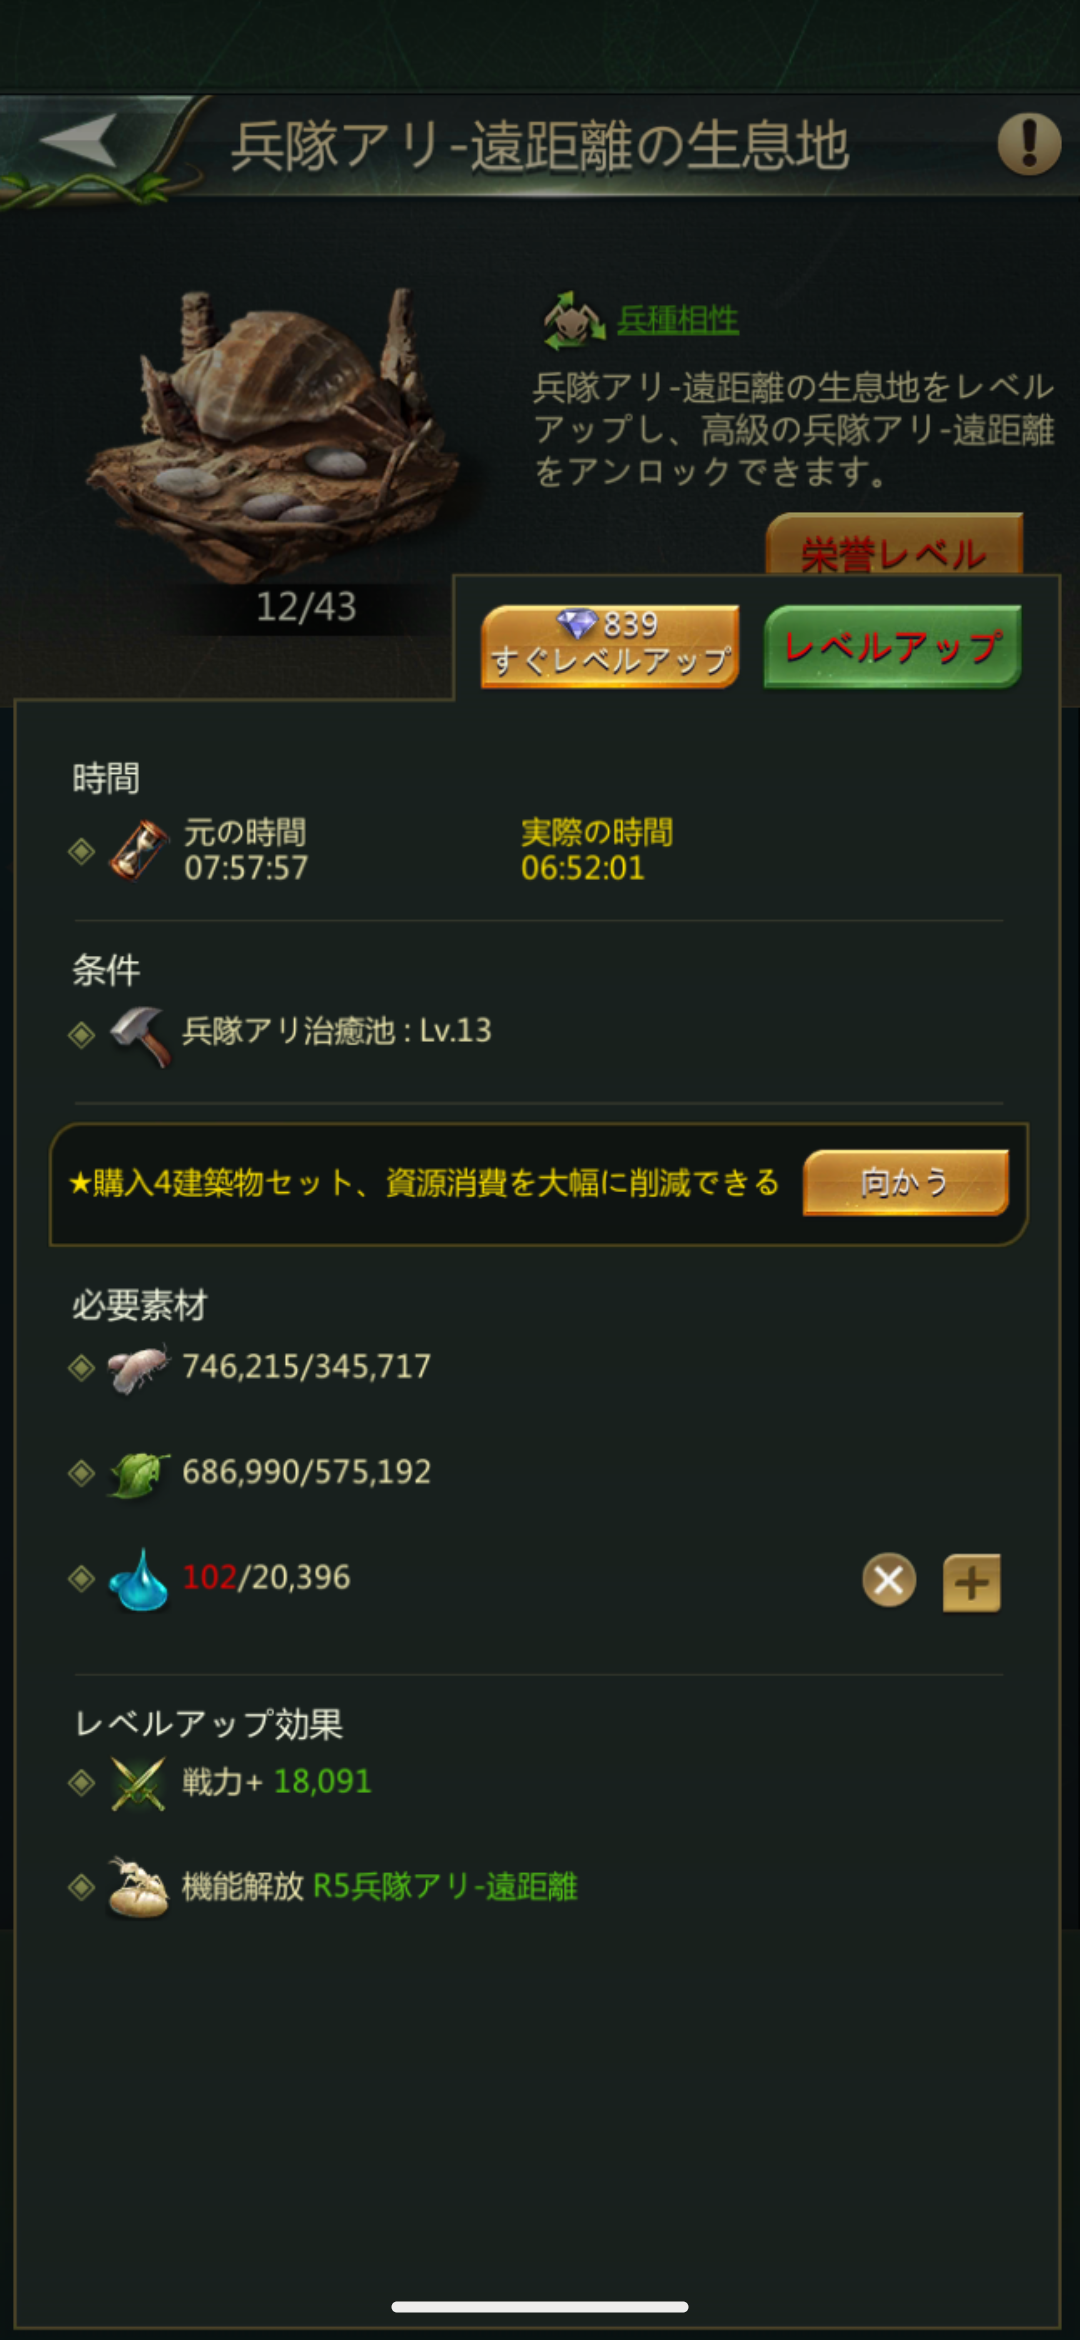 兵隊アリ-遠距離の生息地
兵種相性
兵隊アリ-遠距離の生息地をレベル
アップし、高級の兵隊アリ-遠距離
をアンロックできます。
栄誉レベル
12/43
839
すぐレベルアップ
レベルアップ
時間
元の時間
07:57:57
実際の時間
06:52:01
条件
兵隊アリ治癒池 : Lv.13
★購入4建築物セット、資源消費を大幅に削減できる
向かう
必要素材
746,215/345,717
686,990/575,192
102/20,396
レベルアップ効果
戦力+ 18,091
機能解放 R5兵隊アリ-遠距離